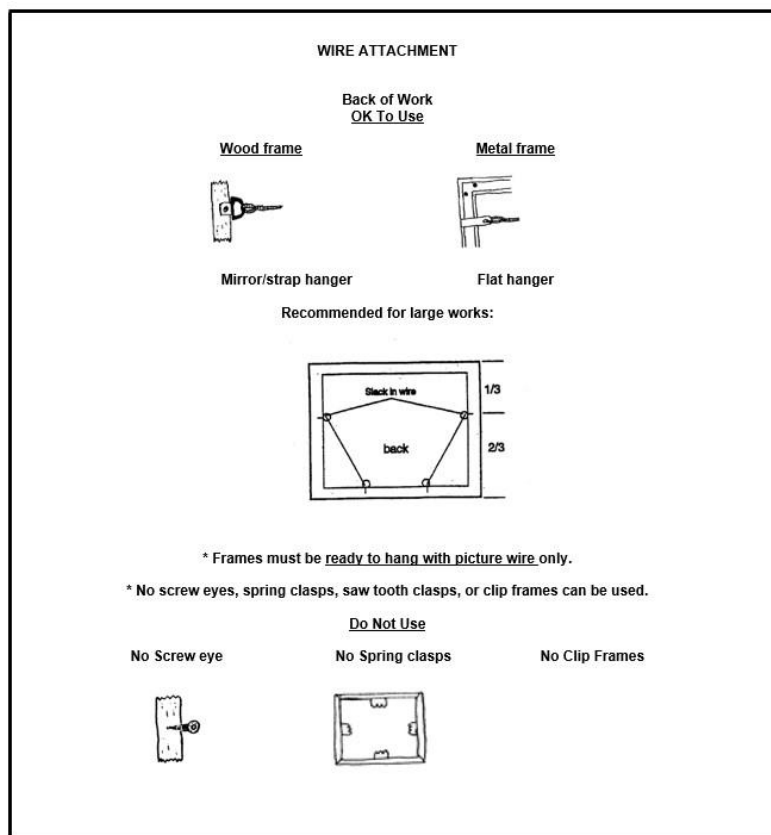 WIRE ATTACHMENT
Back of Work
OK To Use
Wood frame
Metal frame
Mirror/strap hanger
Flat hanger
Recommended for large works:
Slack in wire
1/3
back
2/3
* Frames must be ready to hang with picture wire only.
* No screw eyes, spring clasps, saw tooth clasps, or clip frames can be used.
Do Not Use
No Screw eye
No Spring clasps
No Clip Frames